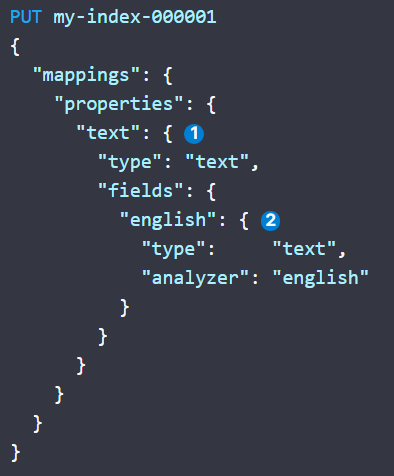 PUT my-index-000001
{
  "mappings": {
    "properties": {
      "text": { 1
        "type": "text",
        "fields": {
          "english": { 2
            "type":     "text",
            "analyzer": "english"
          }
        }
      }
    }
  }
}